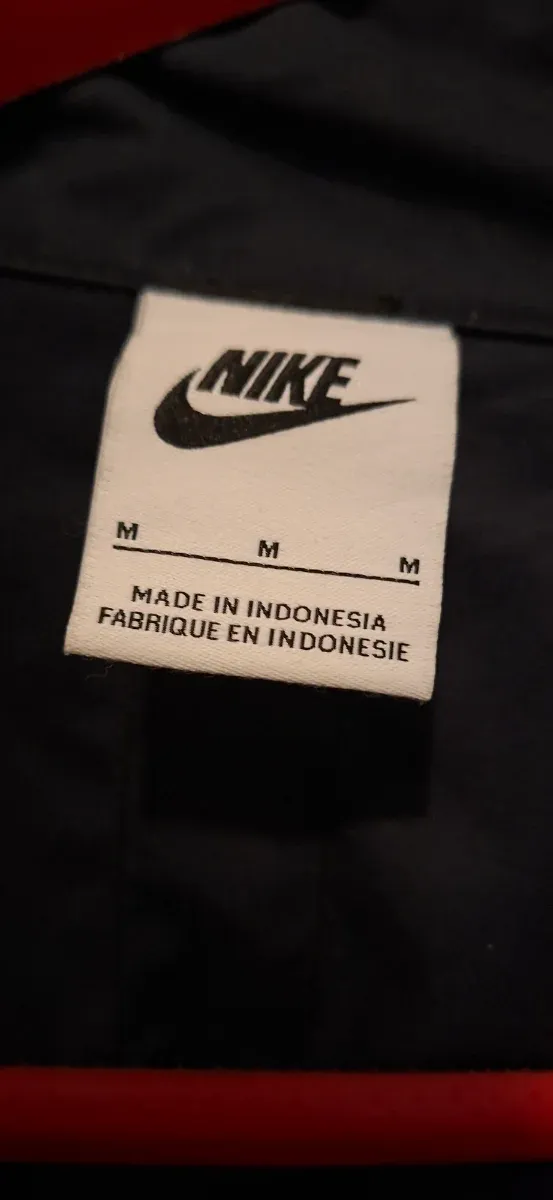 NIKE
M M M
MADE IN INDONESIA
FABRIQUE EN INDONESIE